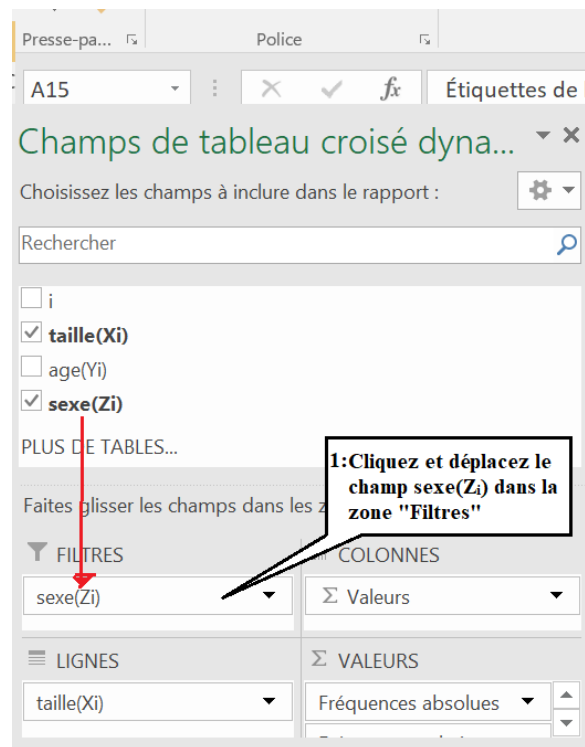 Presse-pa... Police
A15 fx Étiquettes de
Champs de tableau croisé dyna...
Choisissez les champs à inclure dans le rapport :
Rechercher
i
taille(Xi)
age(Yi)
sexe(Zi)
PLUS DE TABLES...
1:Cliquez et déplacez le
champ sexe(Zi) dans la
zone "Filtres"
Faites glisser les champs dans les z
FILTRES
COLONNES
sexe(Zi)
Σ Valeurs
LIGNES
Σ VALEURS
taille(Xi)
Fréquences absolues